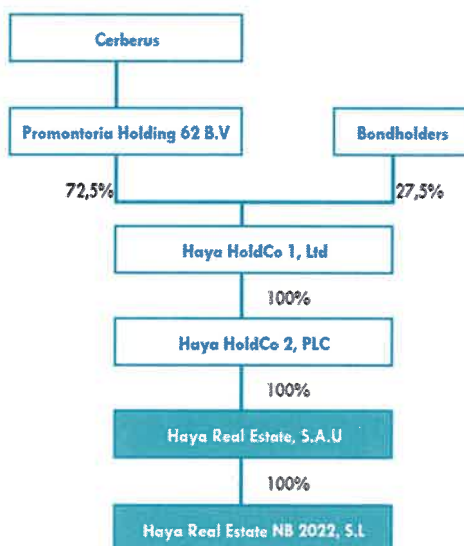 Cerberus
Promontoria Holding 62 B.V
Bondholders
72,5%
27,5%
Haya HoldCo 1, Ltd
100%
Haya HoldCo 2, PLC
100%
Haya Real Estate, S.A.U
100%
Haya Real Estate NB 2022, S.L